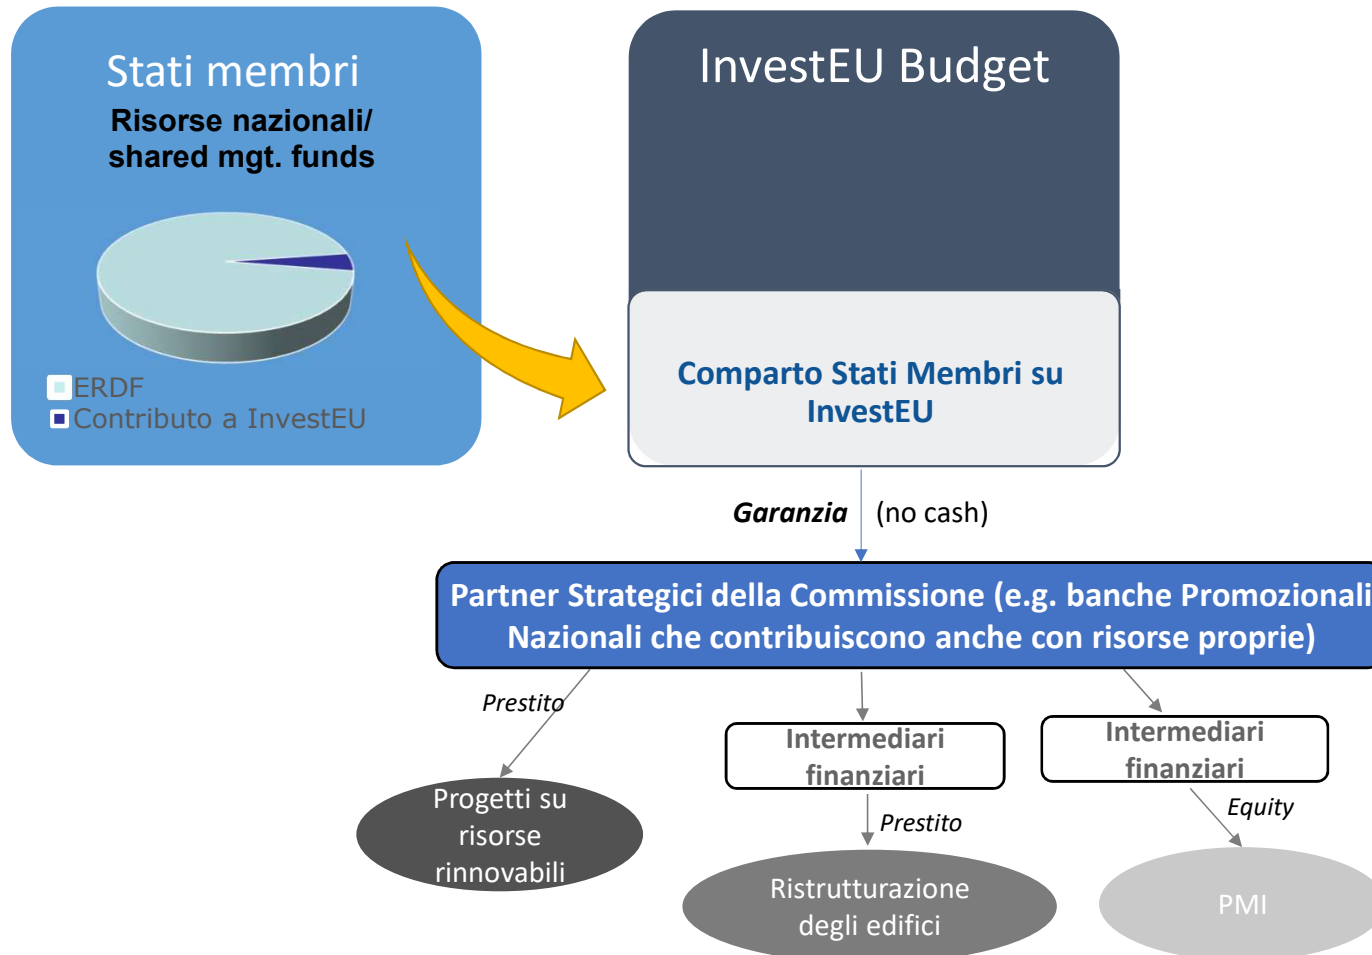 Stati membri
Risorse nazionali/
shared mgt. funds
ERDF
Contributo a InvestEU
InvestEU Budget
Comparto Stati Membri su
InvestEU
Garanzia (no cash)
Partner Strategici della Commissione (e.g. banche Promozionali
Nazionali che contribuiscono anche con risorse proprie)
Prestito
Progetti su
risorse
rinnovabili
Intermediari
finanziari
Prestito
Ristrutturazione
degli edifici
Intermediari
finanziari
Equity
PMI